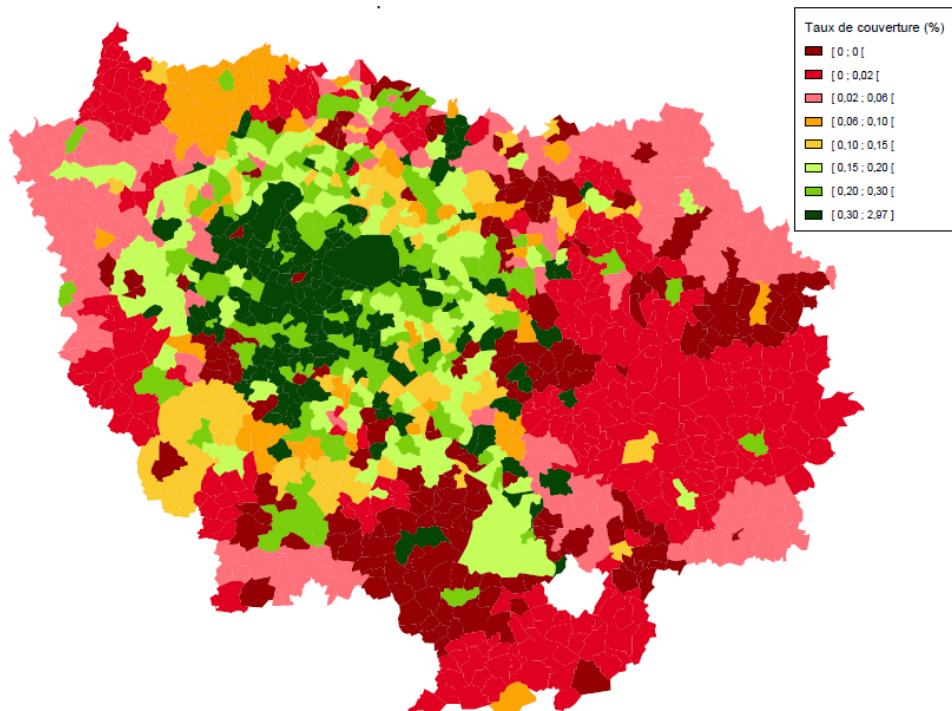 Taux de couverture (%)
[ 0 ; 0 [
[ 0 ; 0,02 [
[ 0,02 ; 0,06 [
[ 0,06 ; 0,10 [
[ 0,10 ; 0,15 [
[ 0,15 ; 0,20 [
[ 0,20 ; 0,30 [
[ 0,30 ; 2,97 ]